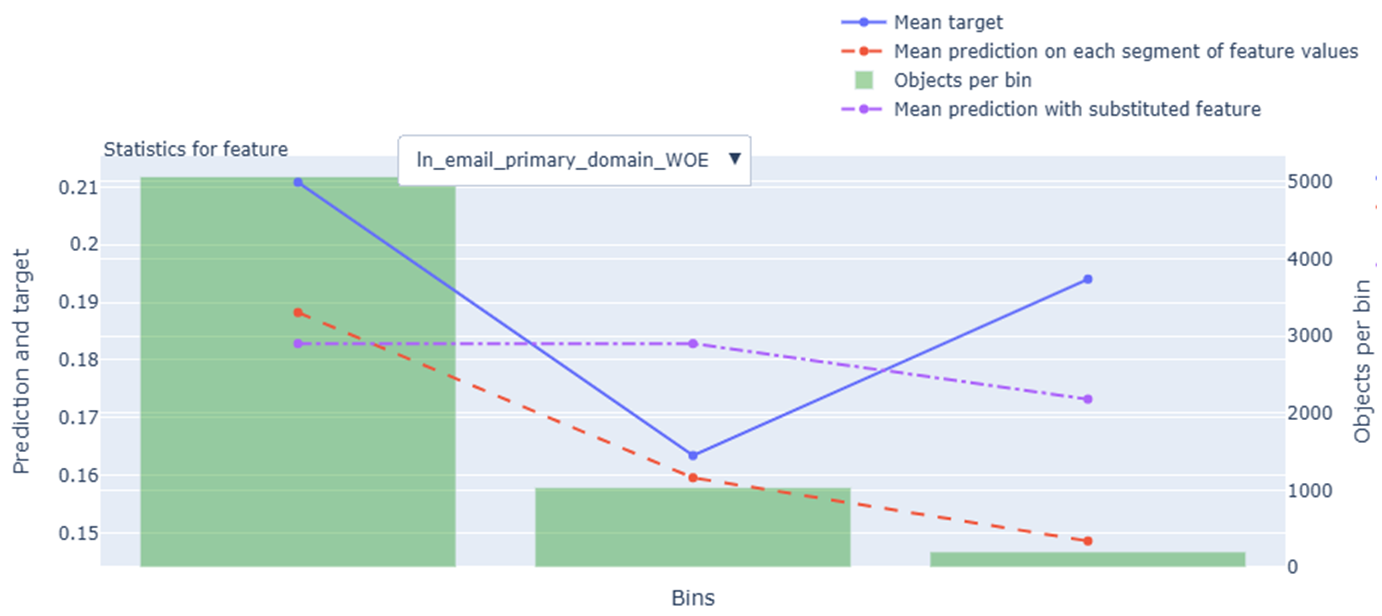 Mean target
Mean prediction on each segment of feature values
Objects per bin
Mean prediction with substituted feature
Statistics for feature
ln_email_primary_domain_WOE ▼
Prediction and target
0.21
0.2
0.19
0.18
0.17
0.16
0.15
5000
4000
3000
2000
1000
0
Objects per bin
Bins